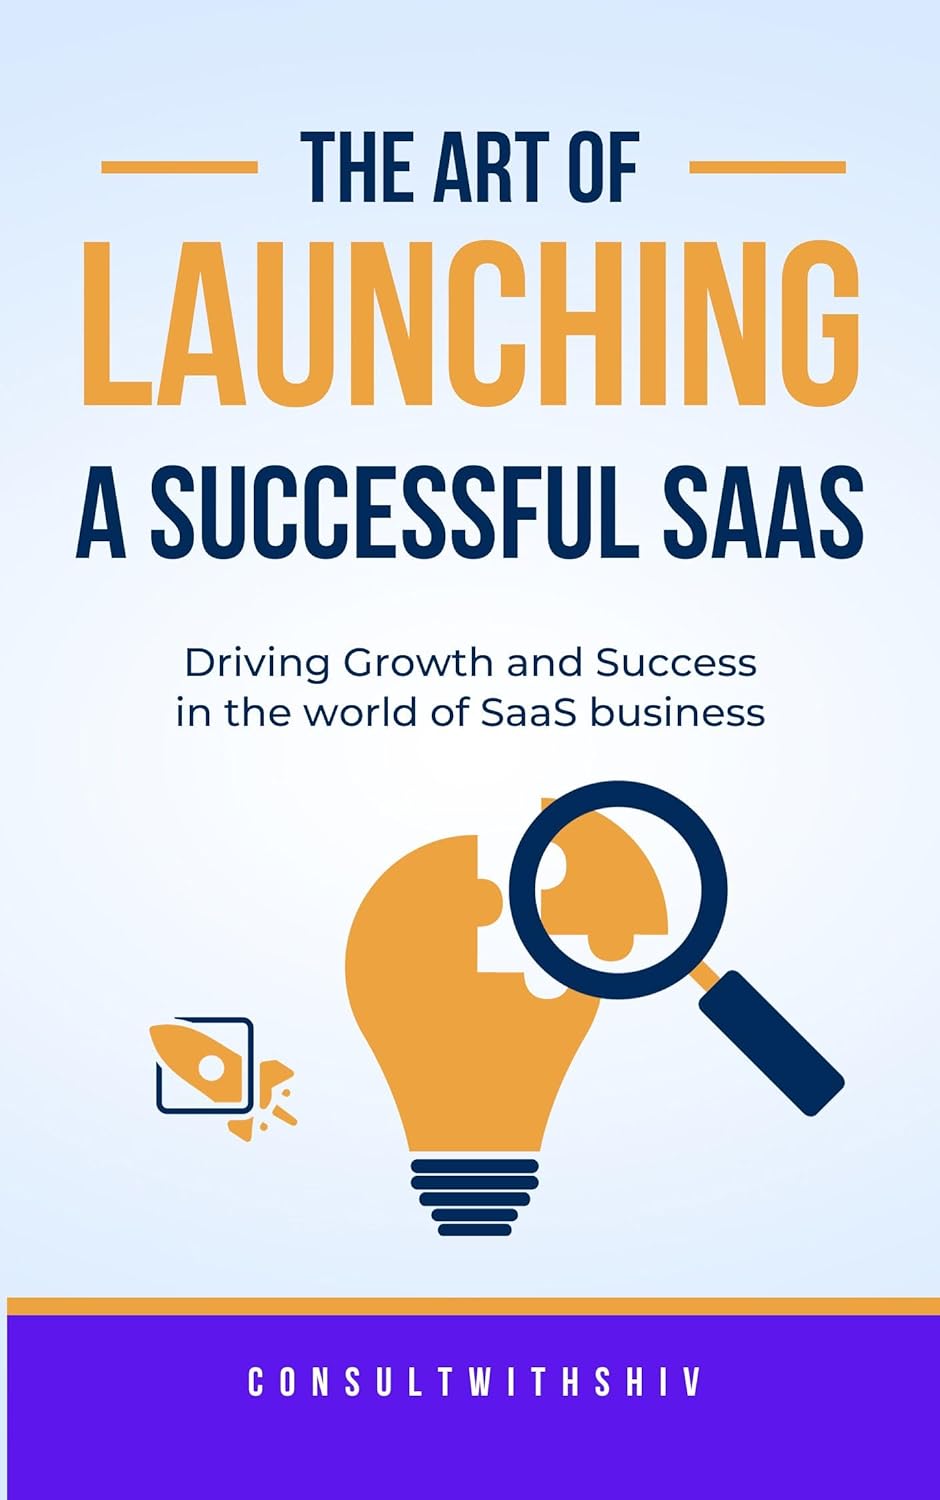 THE ART OF
LAUNCHING
A SUCCESSFUL SAAS
Driving Growth and Success
in the world of SaaS business
CONSULTWITHSHIV